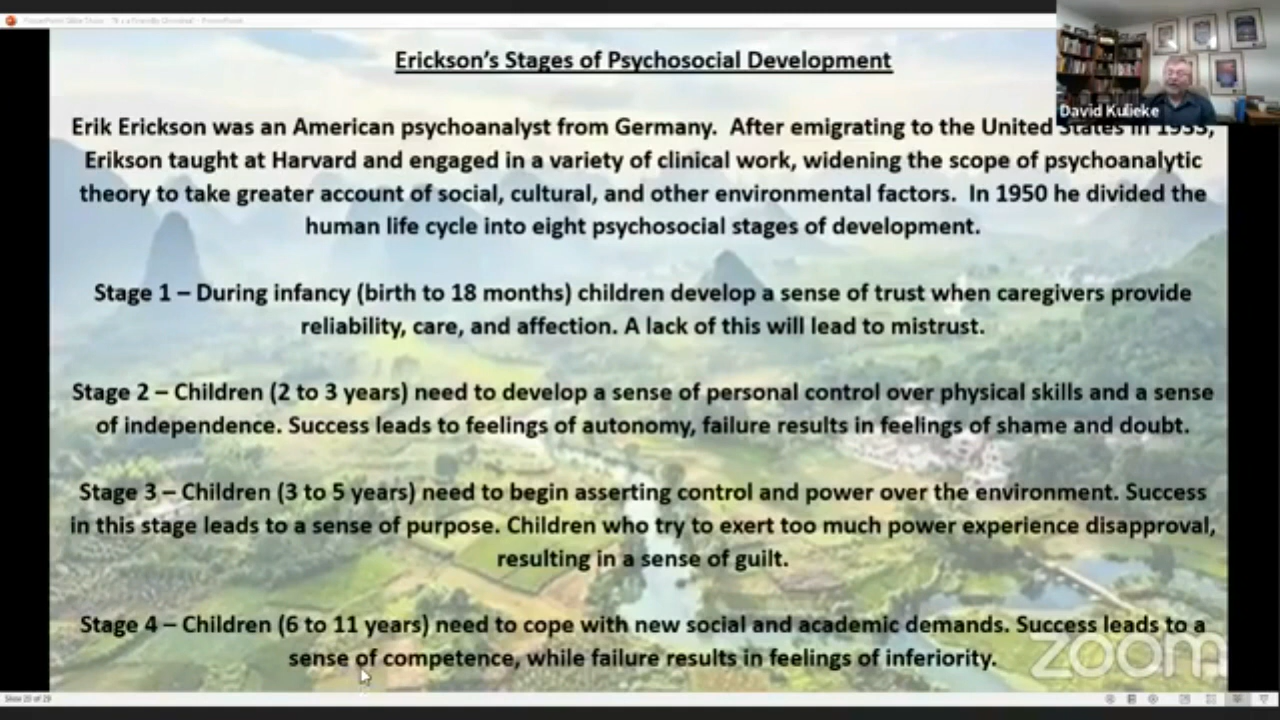 Erickson's Stages of Psychosocial Development
David Kulieke
Erik Erickson was an American psychoanalyst from Germany. After emigrating to the United States in 1933,
Erikson taught at Harvard and engaged in a variety of clinical work, widening the scope of psychoanalytic
theory to take greater account of social, cultural, and other environmental factors. In 1950 he divided the
human life cycle into eight psychosocial stages of development.
Stage 1 – During infancy (birth to 18 months) children develop a sense of trust when caregivers provide
reliability, care, and affection. A lack of this will lead to mistrust.
Stage 2 – Children (2 to 3 years) need to develop a sense of personal control over physical skills and a sense
of independence. Success leads to feelings of autonomy, failure results in feelings of shame and doubt.
Stage 3 – Children (3 to 5 years) need to begin asserting control and power over the environment. Success
in this stage leads to a sense of purpose. Children who try to exert too much power experience disapproval,
resulting in a sense of guilt.
Stage 4 – Children (6 to 11 years) need to cope with new social and academic demands. Success leads to a
sense of competence, while failure results in feelings of inferiority.
zoom
Slide 20 of 29